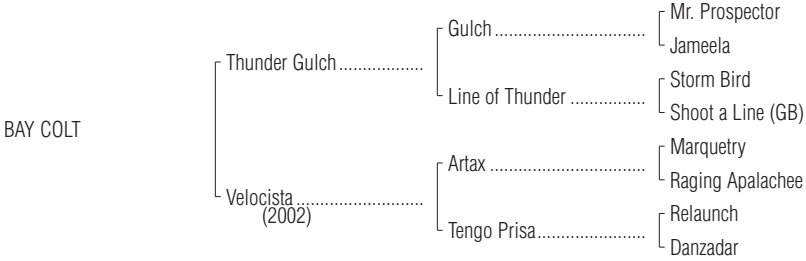 Mr. Prospector
Gulch ................................
Jameela
Thunder Gulch ..................
Storm Bird
Line of Thunder ................
Shoot a Line (GB)
BAY COLT
Marquetry
Artax .................................
Raging Apalachee
Velocista ...........................
(2002)
Relaunch
Tengo Prisa .......................
Danzadar